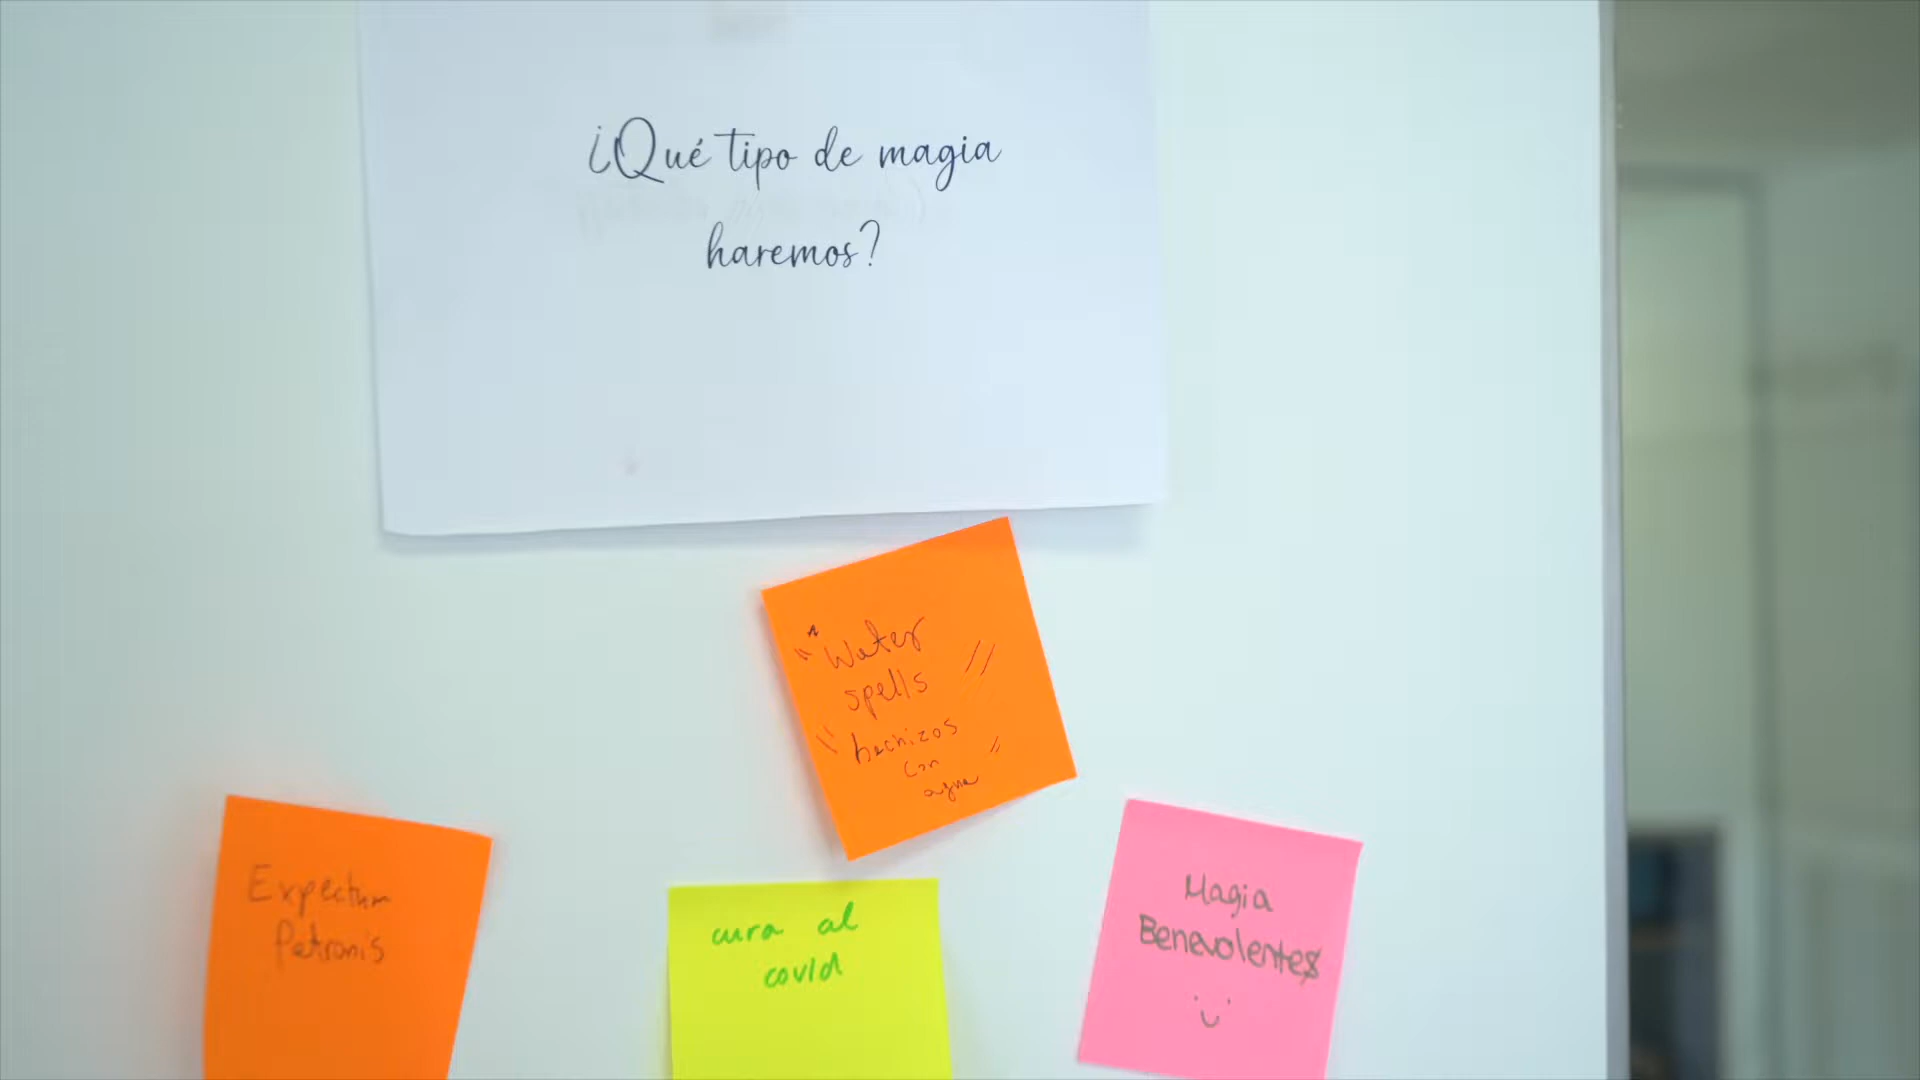 ¿Qué tipo de magia
haremos?
"Water
spells"
"hechizos
con
agua"
Expectum
Patronis
cura al
covid
Magia
Benevolentes